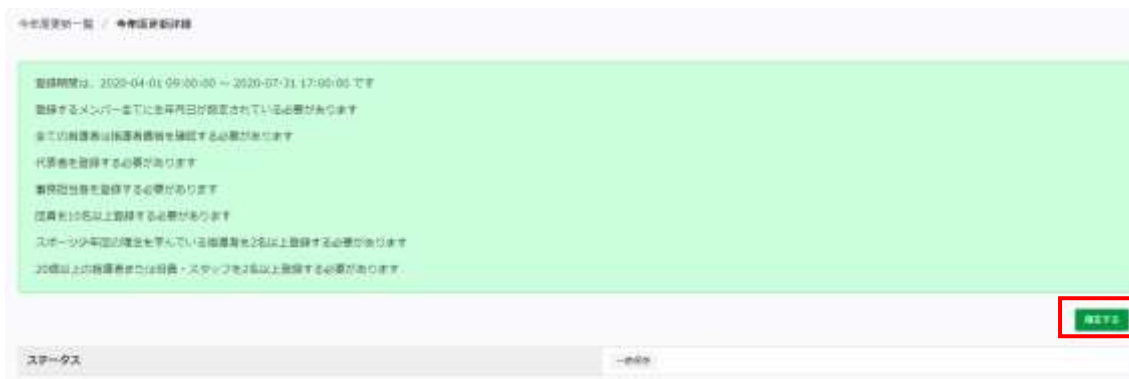 今年度更新一覧 / 今年度更新詳細
登録期間は、2020-04-01 09:00:00 ~ 2020-07-31 17:00:00 です
登録するメンバー全てに生年月日が設定されている必要があります
全ての指導者は指導者資格を確認する必要があります
代表者を登録する必要があります
事務担当者を登録する必要があります
団員を10名以上登録する必要があります
スポーツ少年団の理念を学んでいる指導者を2名以上登録する必要があります
20歳以上の指導者または役員・スタッフを2名以上登録する必要があります
確定する
ステータス 一時保存